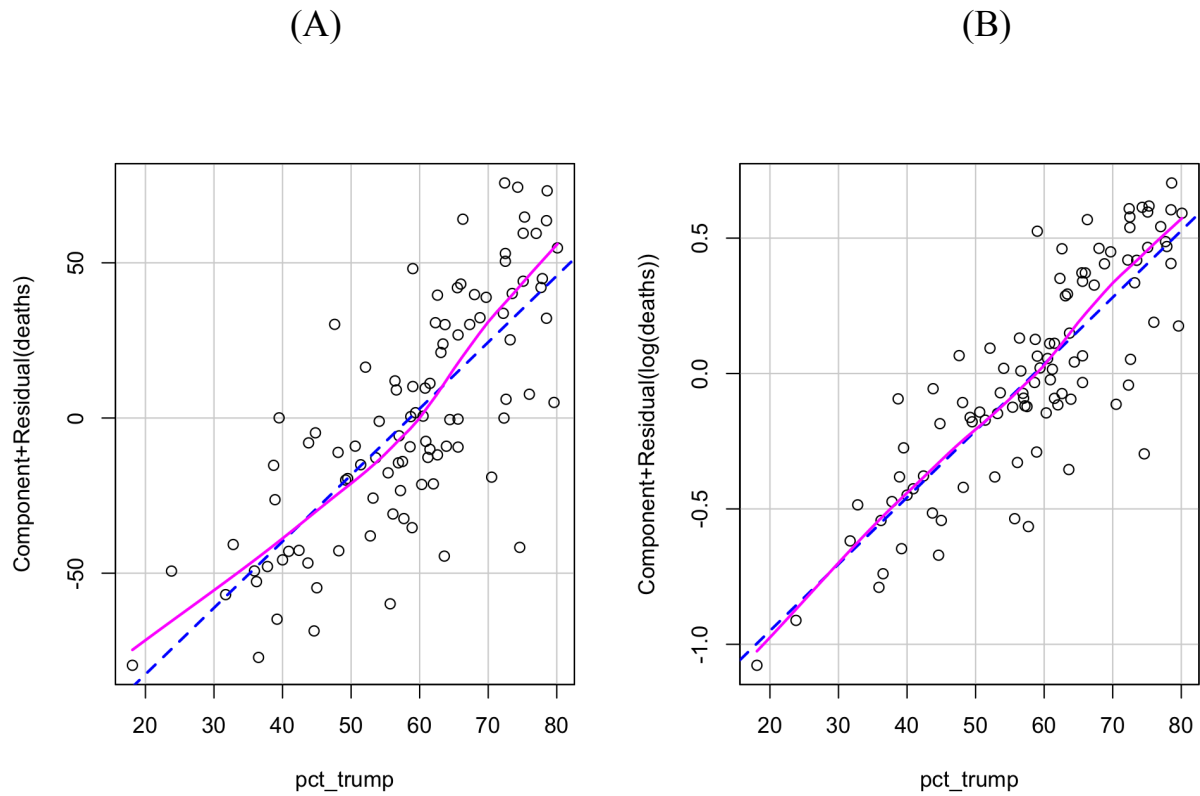 (A)
Component+Residual(deaths)
50
0
-50
20 30 40 50 60 70 80
pct_trump
(B)
Component+Residual(log(deaths))
0.5
0.0
-0.5
-1.0
20 30 40 50 60 70 80
pct_trump